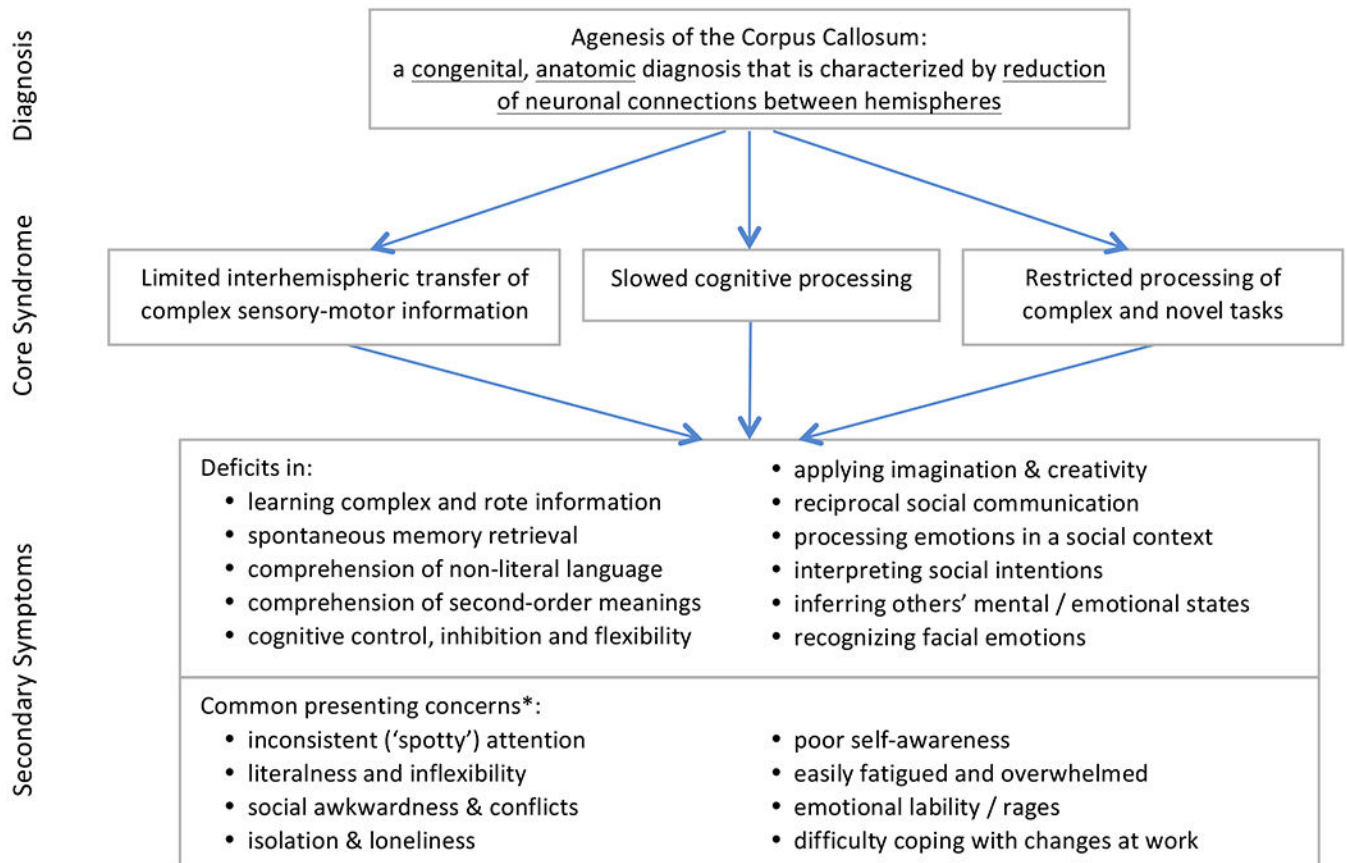 Diagnosis
Agenesis of the Corpus Callosum:
a congenital, anatomic diagnosis that is characterized by reduction
of neuronal connections between hemispheres
Core Syndrome
Limited interhemispheric transfer of
complex sensory-motor information
Slowed cognitive processing
Restricted processing of
complex and novel tasks
Secondary Symptoms
Deficits in:
• learning complex and rote information
• spontaneous memory retrieval
• comprehension of non-literal language
• comprehension of second-order meanings
• cognitive control, inhibition and flexibility
• applying imagination & creativity
• reciprocal social communication
• processing emotions in a social context
• interpreting social intentions
• inferring others’ mental / emotional states
• recognizing facial emotions
Common presenting concerns*:
• inconsistent (‘spotty’) attention
• literalness and inflexibility
• social awkwardness & conflicts
• isolation & loneliness
• poor self-awareness
• easily fatigued and overwhelmed
• emotional lability / rages
• difficulty coping with changes at work